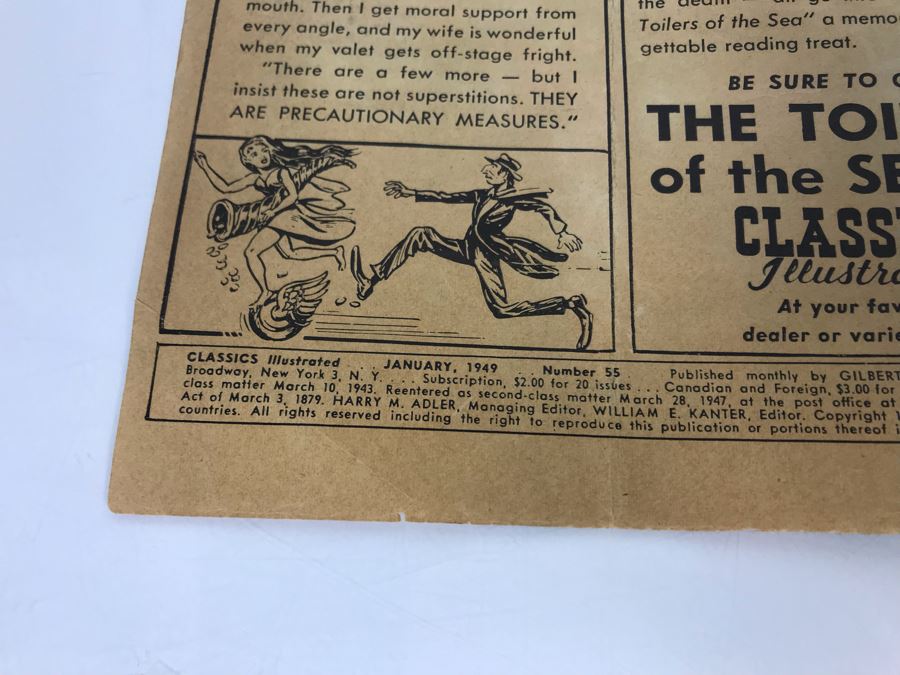 mouth. Then I get moral support from
every angle, and my wife is wonderful
when my valet gets off-stage fright.
"There are a few more — but I
insist these are not superstitions. THEY
ARE PRECAUTIONARY MEASURES."
the death — all go
Toilers of the Sea" a
gettable reading treat.
BE SURE TO
THE TOI
of the SE
CLASS
Illustra
At your fav
dealer or varie
CLASSICS Illustrated . . JANUARY, 1949 . . Number 55 Published monthly by GILBERT
Broadway, New York 3, N. Y. . . . Subscription, $2.00 for 20 issues . . . Canadian and Foreign, $3.00 for
class matter March 10, 1943. Reentered as second-class matter March 28, 1947, at the post office at
Act of March 3, 1879. HARRY M. ADLER, Managing Editor, WILLIAM E. KANTER, Editor. Copyright
countries. All rights reserved including the right to reproduce this publication or portions thereof i